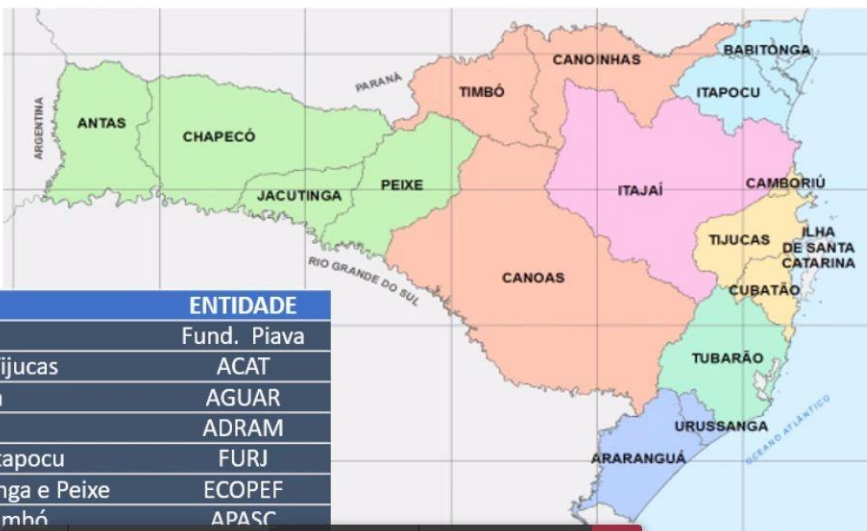 BABITONGA
CANOINHAS
PARANÁ
TIMBÓ
ITAPOCU
ARGENTINA
ANTAS
CHAPECÓ
JACUTINGA
PEIXE
ITAJAÍ
CAMBORIÚ
TIJUCAS
ILHA
DE SANTA
CATARINA
RIO GRANDE DO SUL
CANOAS
CUBATÃO
TUBARÃO
URUSSANGA
ARARANGUÁ
OCEANO ATLÂNTICO
ENTIDADE
Fund. Piava
ijucas ACAT
AGUAR
ADRAM
tapocu FURJ
nga e Peixe ECOPEF
mbó APASC